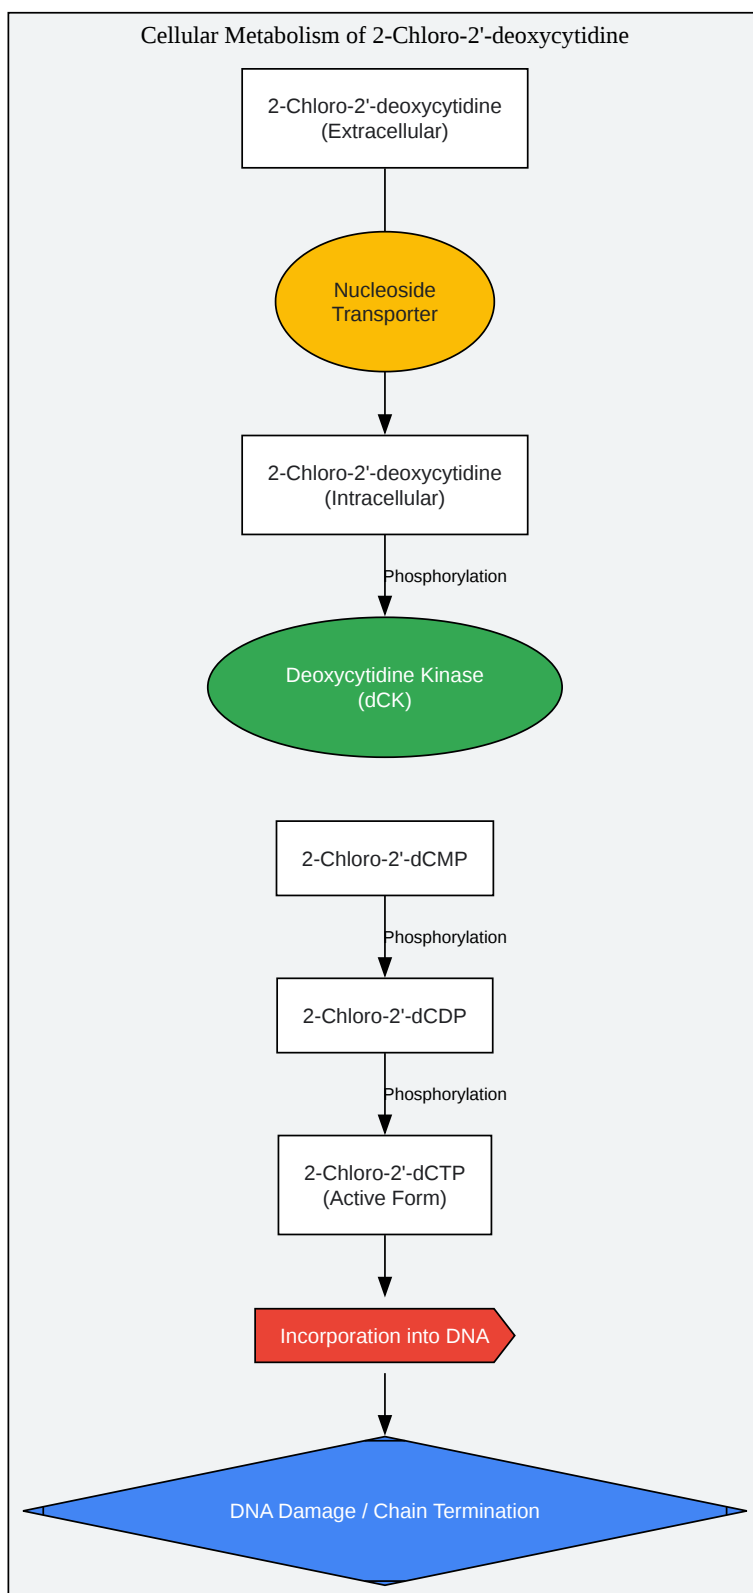 Cellular Metabolism of 2-Chloro-2'-deoxycytidine
2-Chloro-2'-deoxycytidine
(Extracellular)
Nucleoside
Transporter
2-Chloro-2'-deoxycytidine
(Intracellular)
Phosphorylation
Deoxycytidine Kinase
(dCK)
2-Chloro-2'-dCMP
Phosphorylation
2-Chloro-2'-dCDP
Phosphorylation
2-Chloro-2'-dCTP
(Active Form)
Incorporation into DNA
DNA Damage / Chain Termination